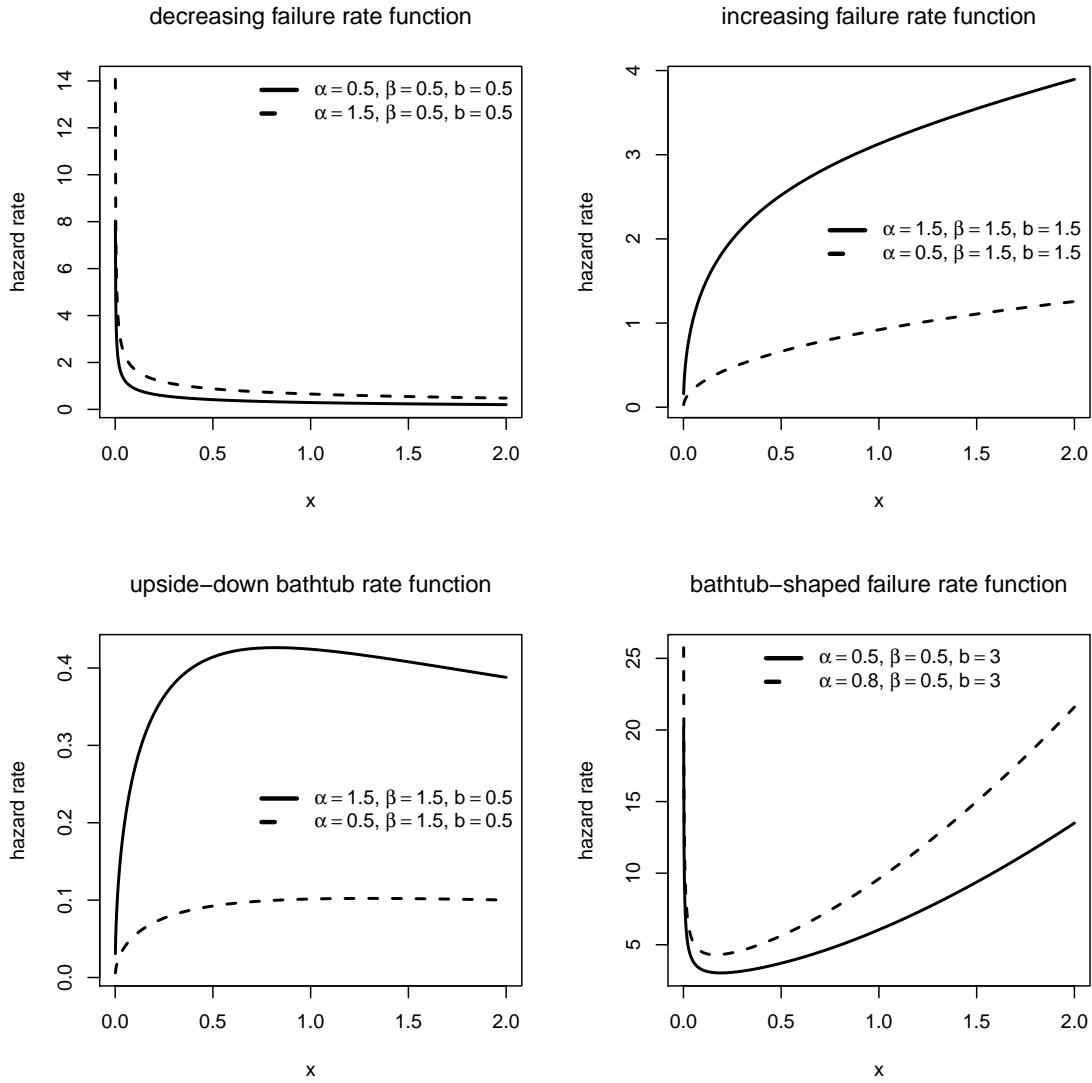 decreasing failure rate function
hazard rate
14
12
10
8
6
4
2
0
α = 0.5, β = 0.5, b = 0.5
α = 1.5, β = 0.5, b = 0.5
0.0 0.5 1.0 1.5 2.0
x
increasing failure rate function
hazard rate
4
3
2
1
0
α = 1.5, β = 1.5, b = 1.5
α = 0.5, β = 1.5, b = 1.5
0.0 0.5 1.0 1.5 2.0
x
upside−down bathtub rate function
hazard rate
0.4
0.3
0.2
0.1
0.0
α = 1.5, β = 1.5, b = 0.5
α = 0.5, β = 1.5, b = 0.5
0.0 0.5 1.0 1.5 2.0
x
bathtub−shaped failure rate function
hazard rate
25
20
15
10
5
α = 0.5, β = 0.5, b = 3
α = 0.8, β = 0.5, b = 3
0.0 0.5 1.0 1.5 2.0
x